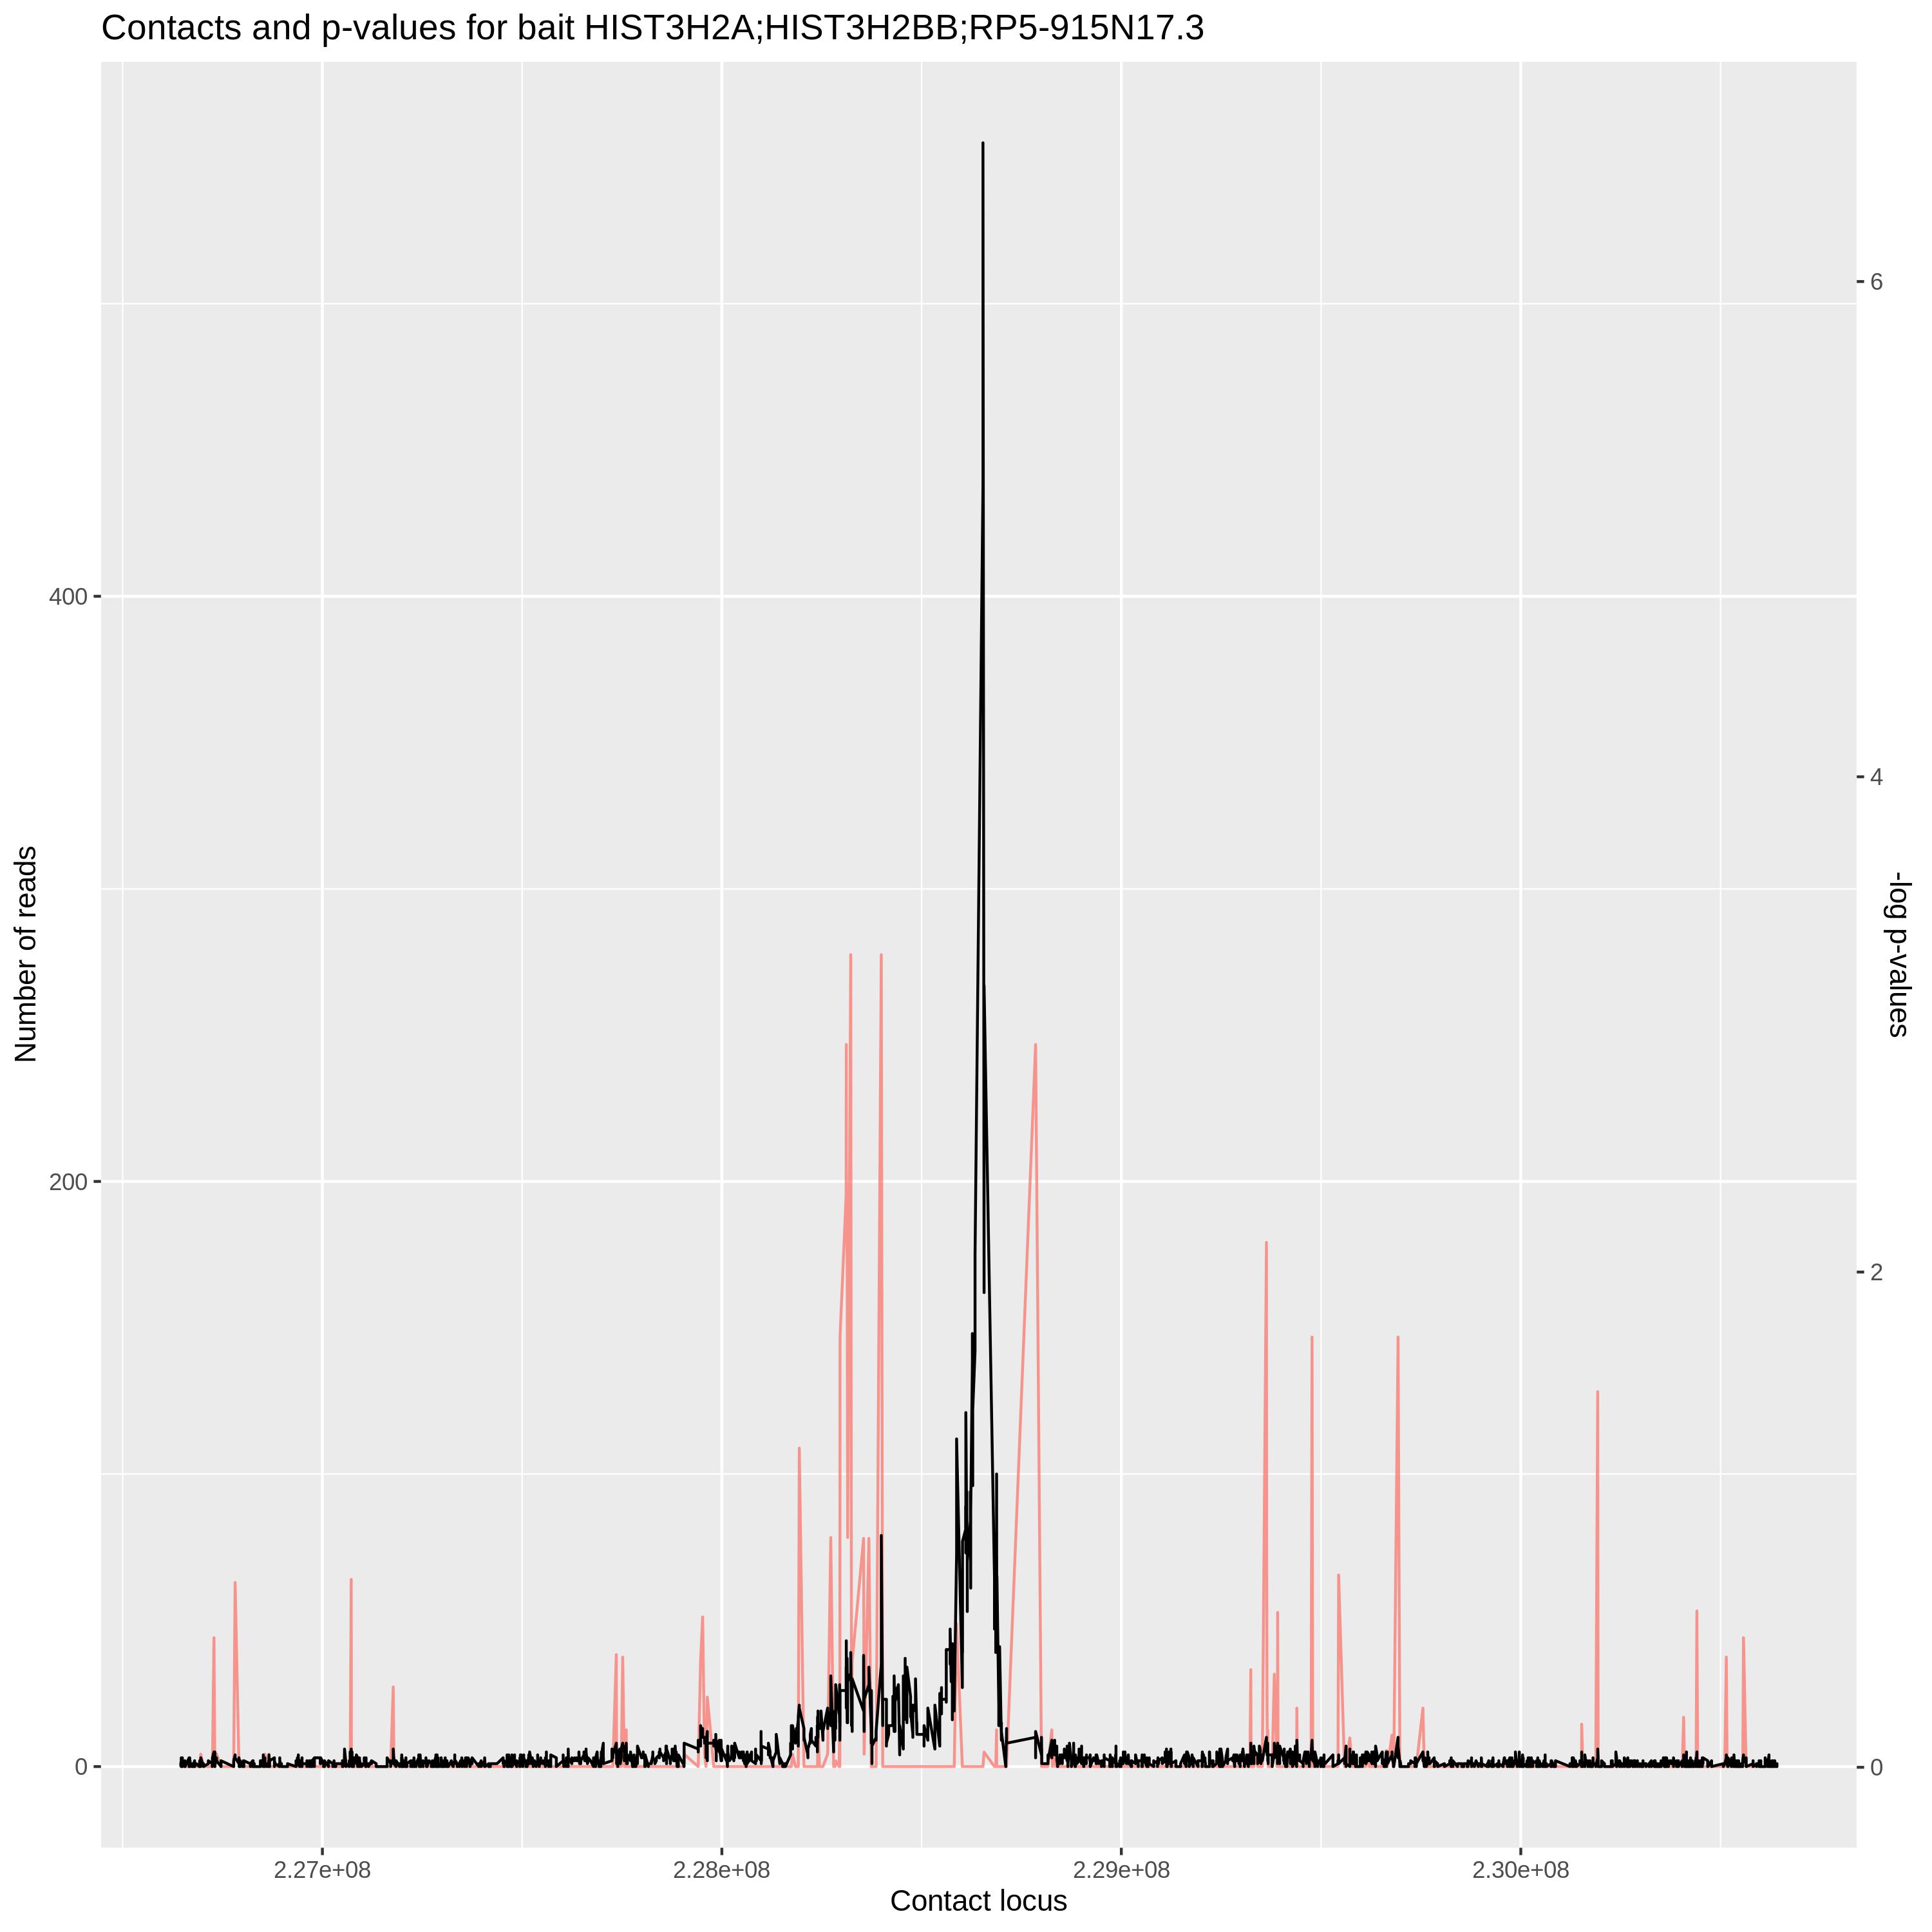 Contacts and p-values for bait HIST3H2A;HIST3H2BB;RP5-915N17.3
Number of reads
400
200
0
6
4
2
0
-log p-values
2.27e+08 2.28e+08 2.29e+08 2.30e+08
Contact locus